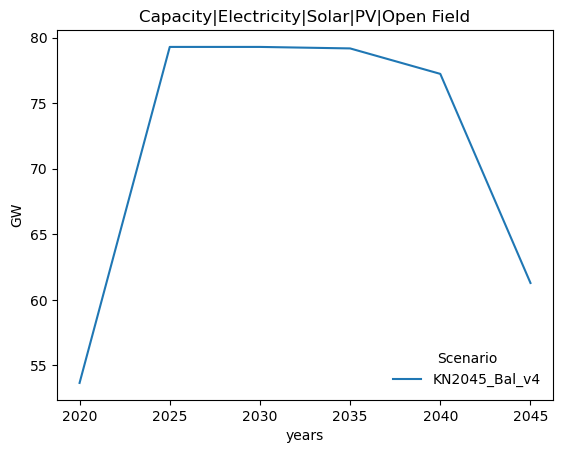 Capacity|Electricity|Solar|PV|Open Field
80
75
70
65
60
55
GW
2020 2025 2030 2035 2040 2045
years
Scenario
KN2045_Bal_v4